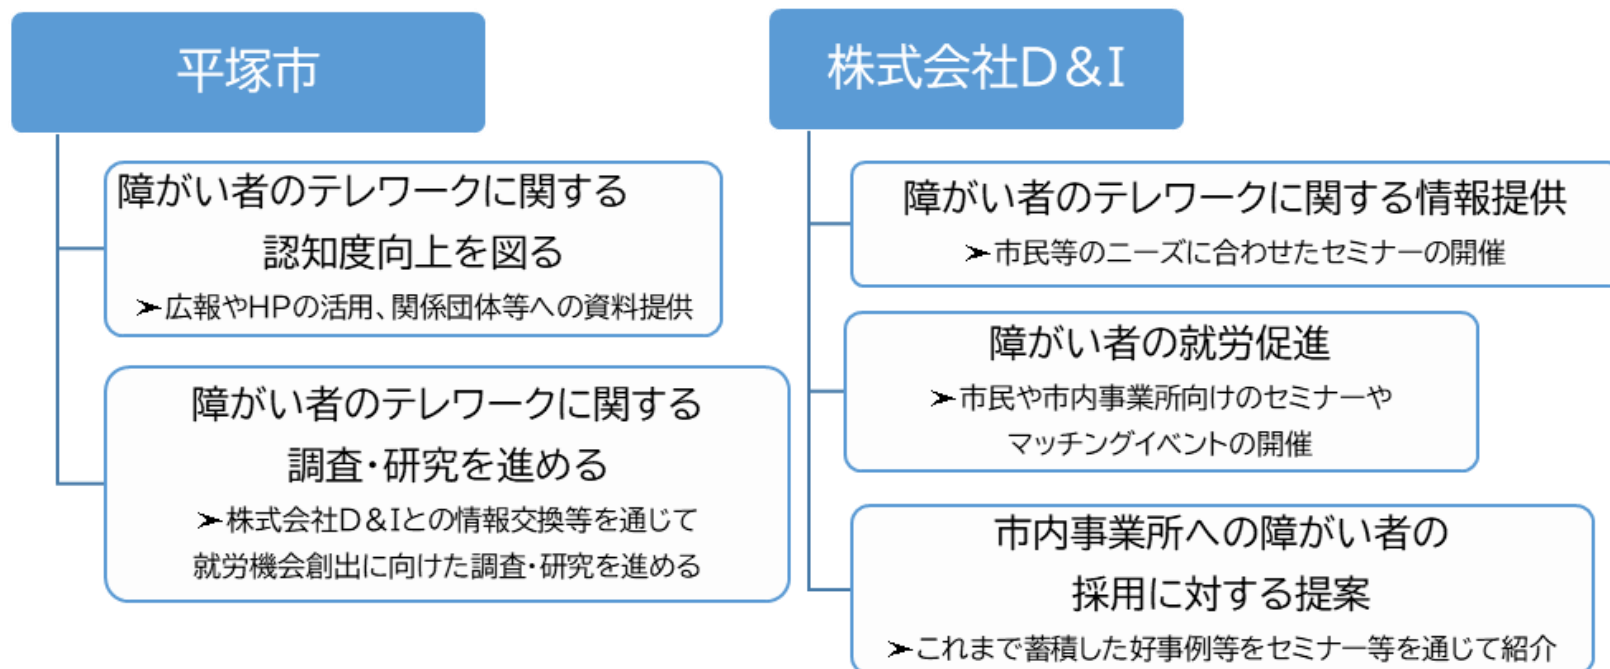 平塚市
障がい者のテレワークに関する
認知度向上を図る
➢広報やHPの活用、関係団体等への資料提供
障がい者のテレワークに関する
調査・研究を進める
➢株式会社D&Iとの情報交換等を通じて
就労機会創出に向けた調査・研究を進める
株式会社D&I
障がい者のテレワークに関する情報提供
➢市民等のニーズに合わせたセミナーの開催
障がい者の就労促進
➢市民や市内事業所向けのセミナーや
マッチングイベントの開催
市内事業所への障がい者の
採用に対する提案
➢これまで蓄積した好事例等をセミナー等を通じて紹介